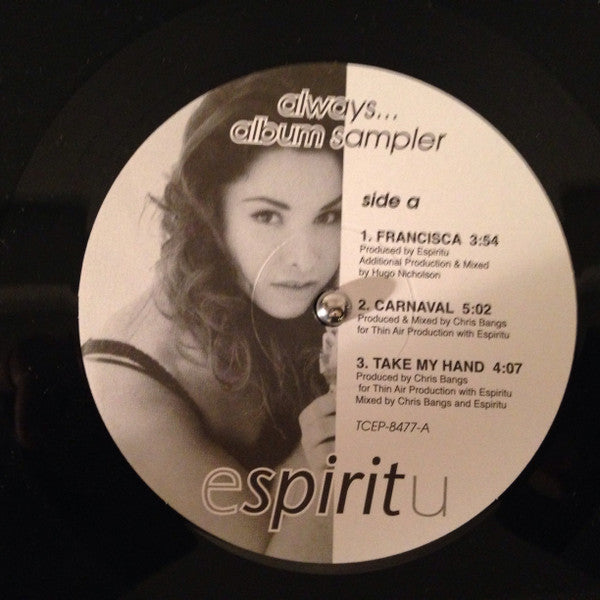 always...
album sampler
side a
1. FRANCISCA 3:54
Produced by Espiritu
Additional Production & Mixed
by Hugo Nicholson
2. CARNAVAL 5:02
Produced & Mixed by Chris Bangs
for Thin Air Production with Espiritu
3. TAKE MY HAND 4:07
Produced by Chris Bangs
for Thin Air Production with Espiritu
Mixed by Chris Bangs and Espiritu
TCEP-8477-A
espiritu